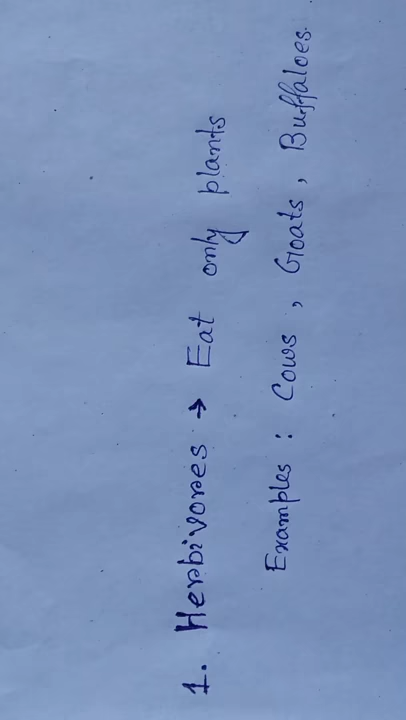 1. Herbivores → Eat only plants
Examples : Cows , Goats , Buffaloes.